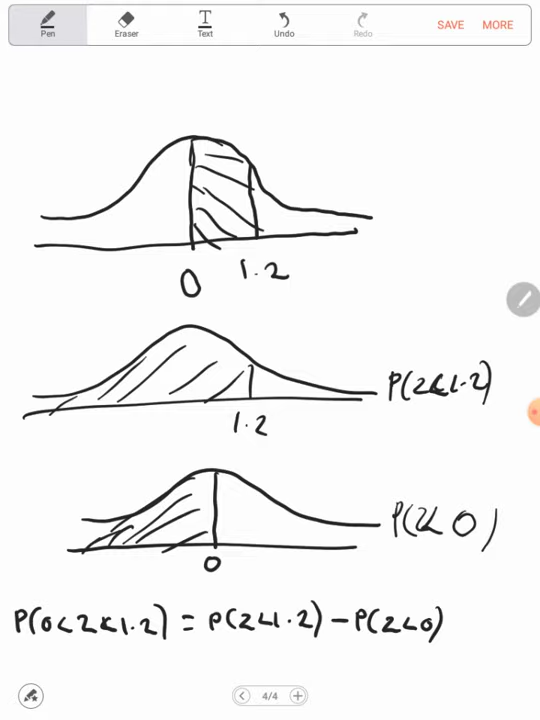 Pen Eraser Text Undo Redo SAVE MORE
0 1.2
P(Z<1.2)
1.2
P(Z<0)
0
P(0<Z<1.2) = P(Z<1.2) - P(Z<0)
4/4